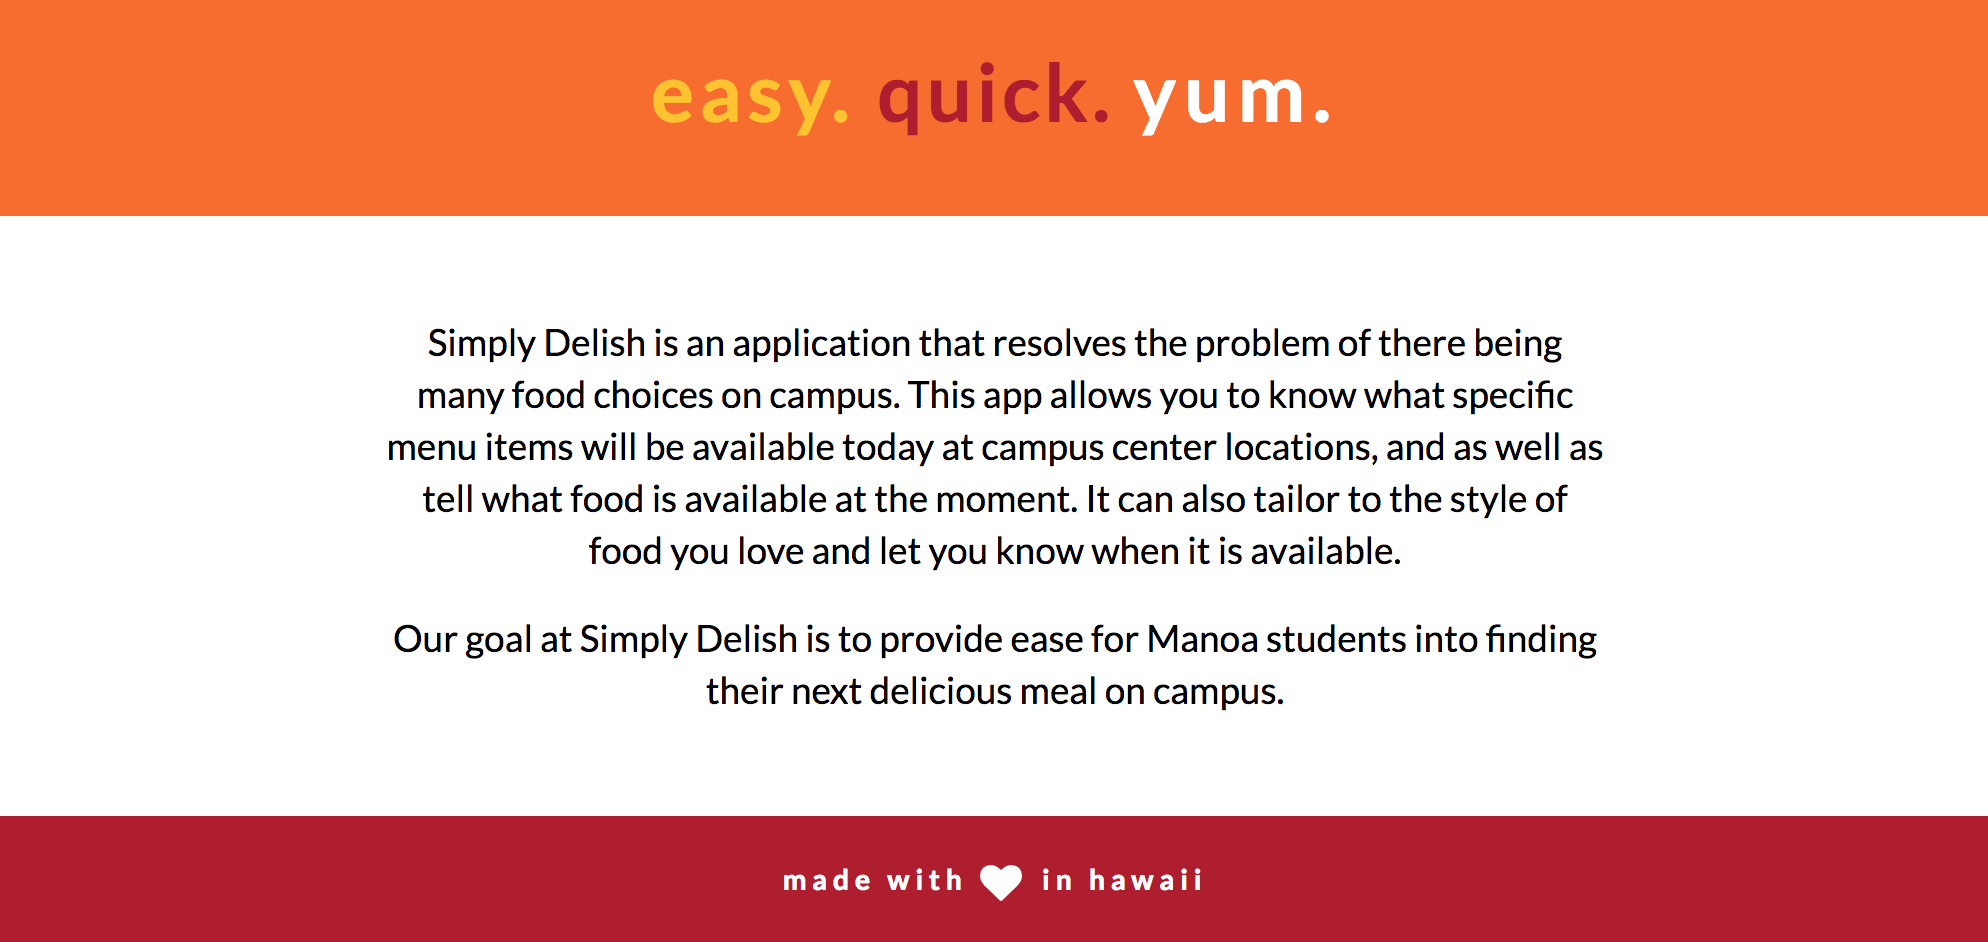 easy. quick. yum.
Simply Delish is an application that resolves the problem of there being
many food choices on campus. This app allows you to know what specific
menu items will be available today at campus center locations, and as well as
tell what food is available at the moment. It can also tailor to the style of
food you love and let you know when it is available.
Our goal at Simply Delish is to provide ease for Manoa students into finding
their next delicious meal on campus.
made with ♥ in hawaii